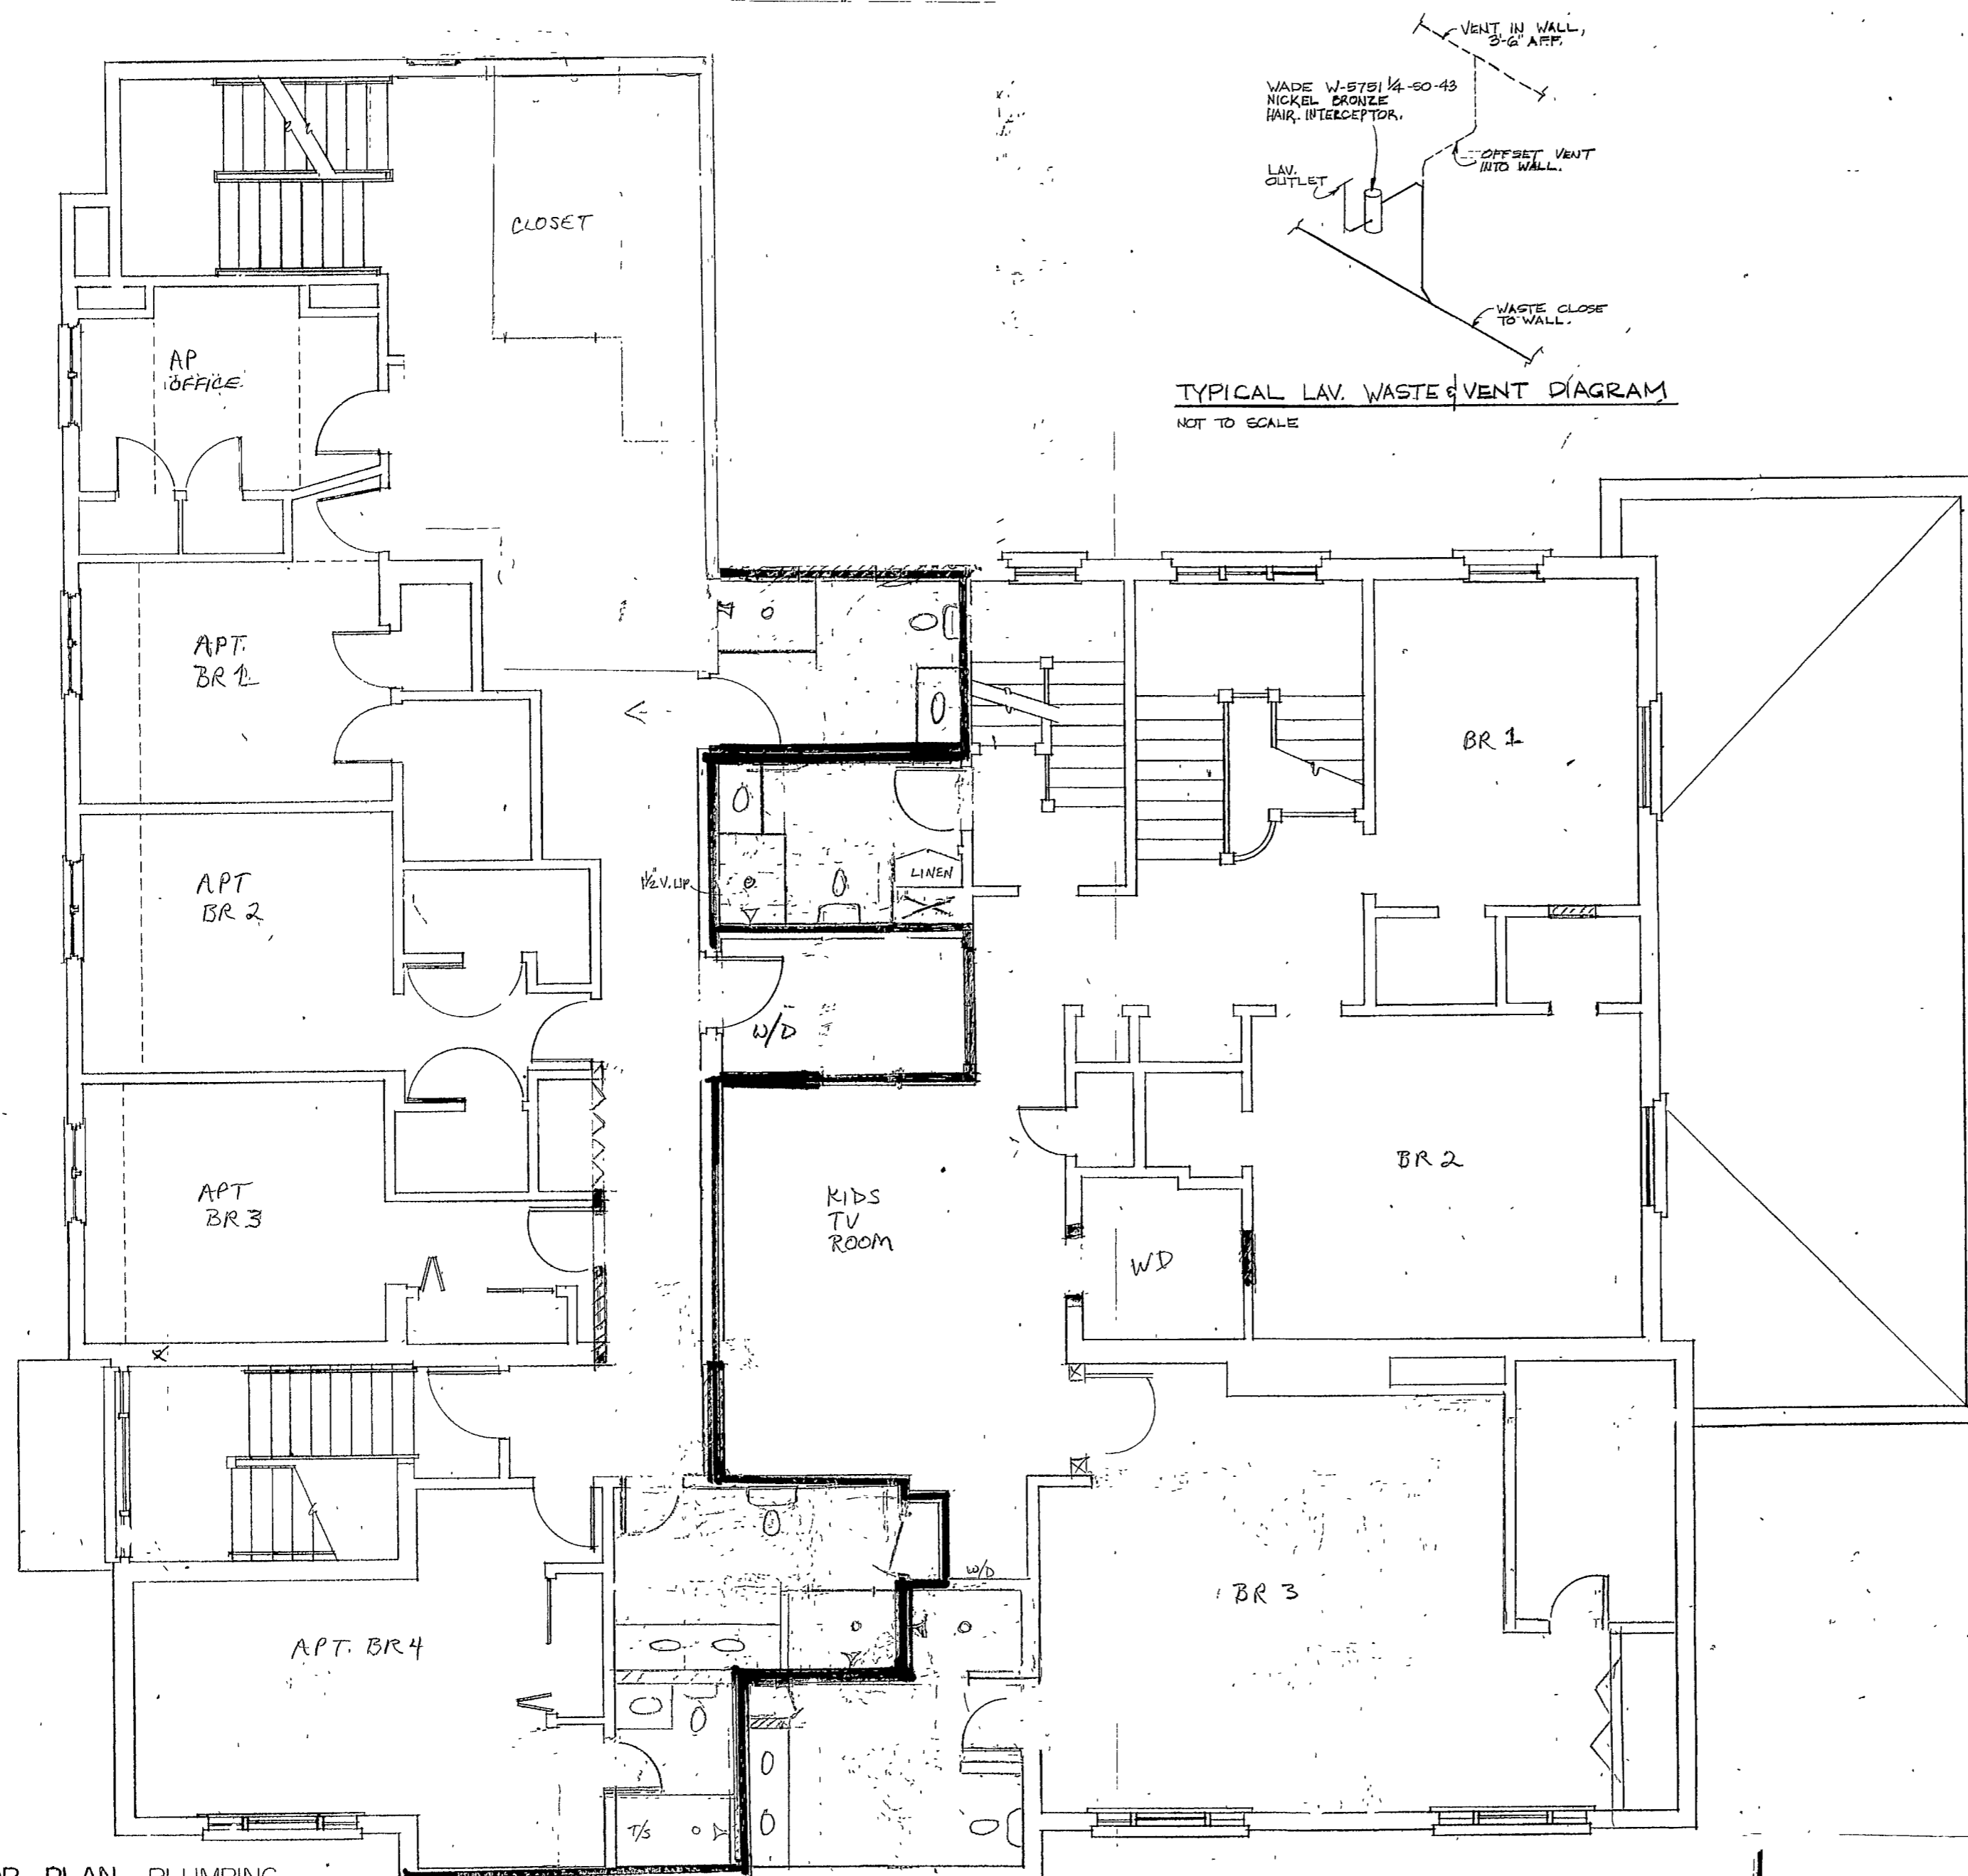 VENT IN WALL,
3'-6" AFF.
WADE W-5751 1/4-50-43
NICKEL BRONZE
HAIR INTERCEPTOR.
OFFSET VENT
INTO WALL.
LAV.
OUTLET
WASTE CLOSE
TO WALL.
TYPICAL LAV. WASTE & VENT DIAGRAM
NOT TO SCALE
CLOSET
AP
OFFICE
APT.
BR 1
BR 1
APT
BR 2
1½" V. UP
LINEN
W/D
APT
BR 3
KIDS
TV
ROOM
BR 2
WD
W/D
BR 3
APT. BR 4
T/S
PLAN PLUMBING